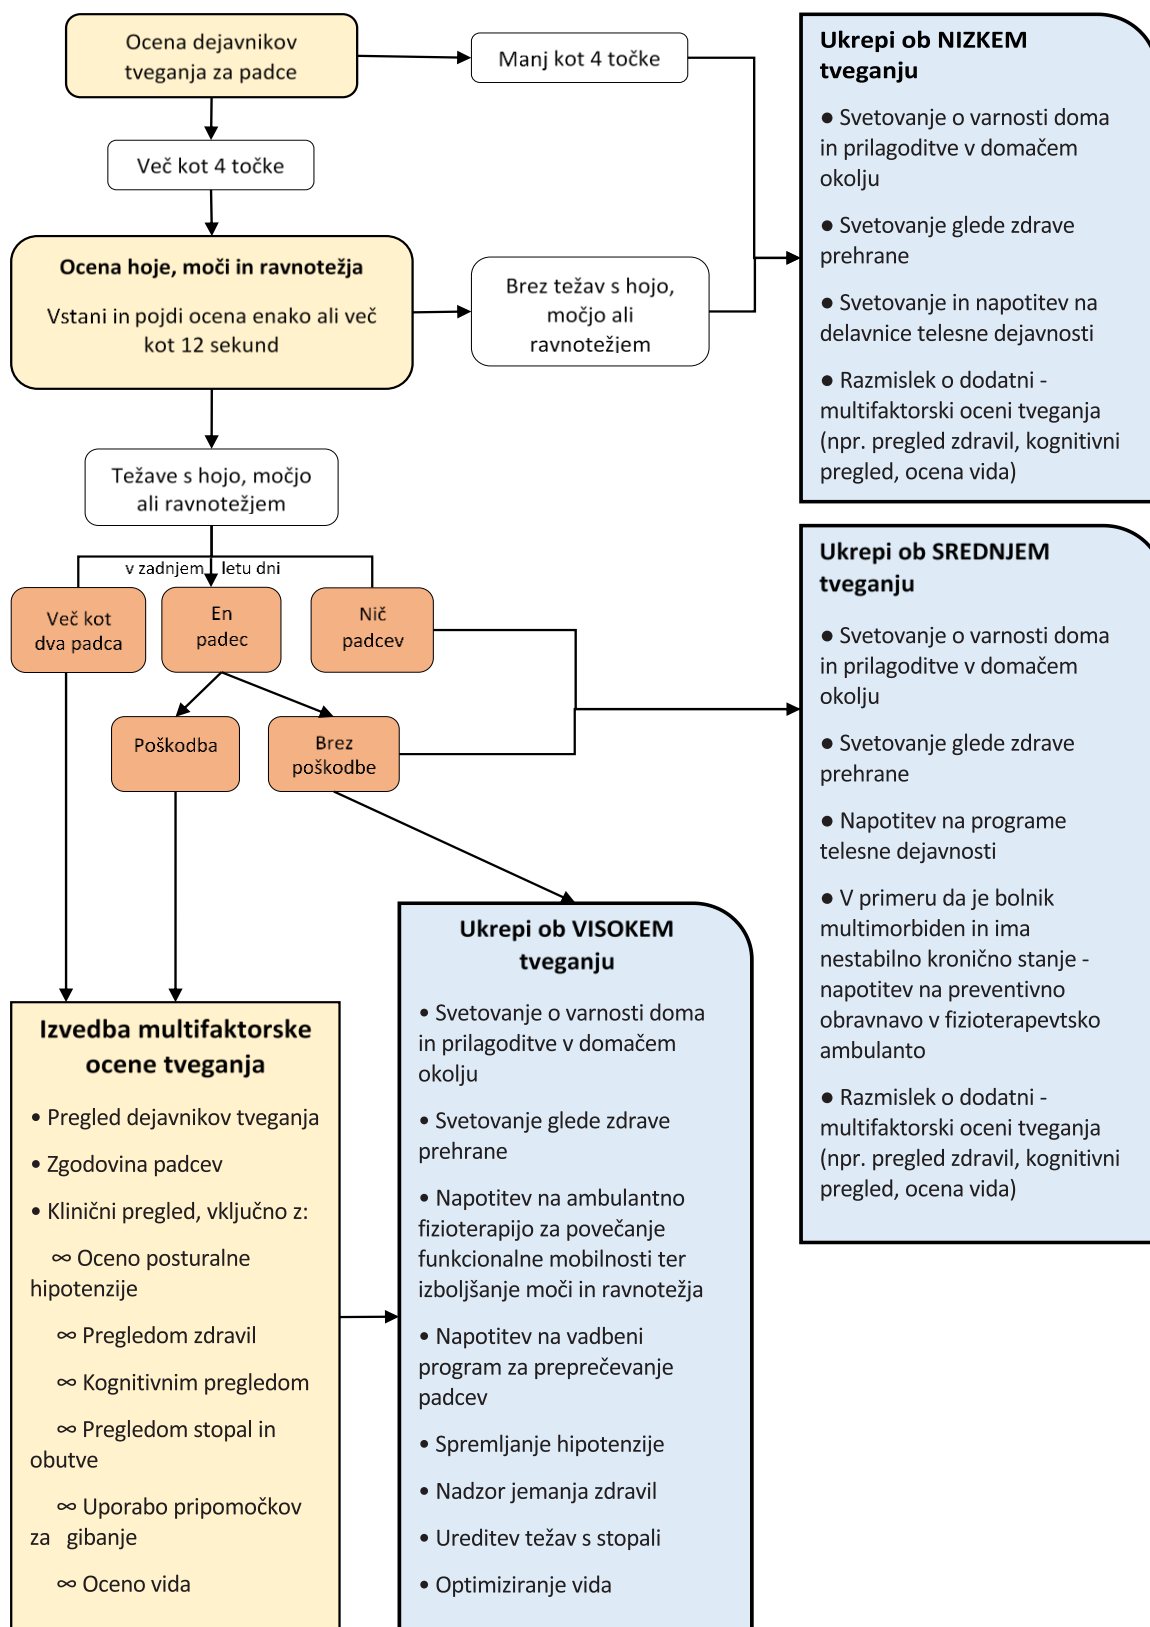 Ocena dejavnikov
tveganja za padce
Manj kot 4 točke
Več kot 4 točke
Ocena hoje, moči in ravnotežja
Vstani in pojdi ocena enako ali več
kot 12 sekund
Brez težav s hojo,
močjo ali
ravnotežjem
Težave s hojo, močjo
ali ravnotežjem
v zadnjem letu dni
Več kot
dva padca
En
padec
Nič
padcev
Poškodba
Brez
poškodbe
Ukrepi ob NIZKEM
tveganju
● Svetovanje o varnosti doma
in prilagoditve v domačem
okolju
● Svetovanje glede zdrave
prehrane
● Svetovanje in napotitev na
delavnice telesne dejavnosti
● Razmislek o dodatni -
multifaktorski oceni tveganja
(npr. pregled zdravil, kognitivni
pregled, ocena vida)
Ukrepi ob SREDNJEM
tveganju
● Svetovanje o varnosti doma
in prilagoditve v domačem
okolju
● Svetovanje glede zdrave
prehrane
● Napotitev na programe
telesne dejavnosti
● V primeru da je bolnik
multimorbiden in ima
nestabilno kronično stanje -
napotitev na preventivno
obravnavo v fizioterapevtsko
ambulanto
● Razmislek o dodatni -
multifaktorski oceni tveganja
(npr. pregled zdravil, kognitivni
pregled, ocena vida)
Izvedba multifaktorske
ocene tveganja
• Pregled dejavnikov tveganja
• Zgodovina padcev
• Klinični pregled, vključno z:
∞ Oceno posturalne
hipotenzije
∞ Pregledom zdravil
∞ Kognitivnim pregledom
∞ Pregledom stopal in
obutve
∞ Uporabo pripomočkov
za gibanje
∞ Oceno vida
Ukrepi ob VISOKEM
tveganju
• Svetovanje o varnosti doma
in prilagoditve v domačem
okolju
• Svetovanje glede zdrave
prehrane
• Napotitev na ambulantno
fizioterapijo za povečanje
funkcionalne mobilnosti ter
izboljšanje moči in ravnotežja
• Napotitev na vadbeni
program za preprečevanje
padcev
• Spremljanje hipotenzije
• Nadzor jemanja zdravil
• Ureditev težav s stopali
• Optimiziranje vida